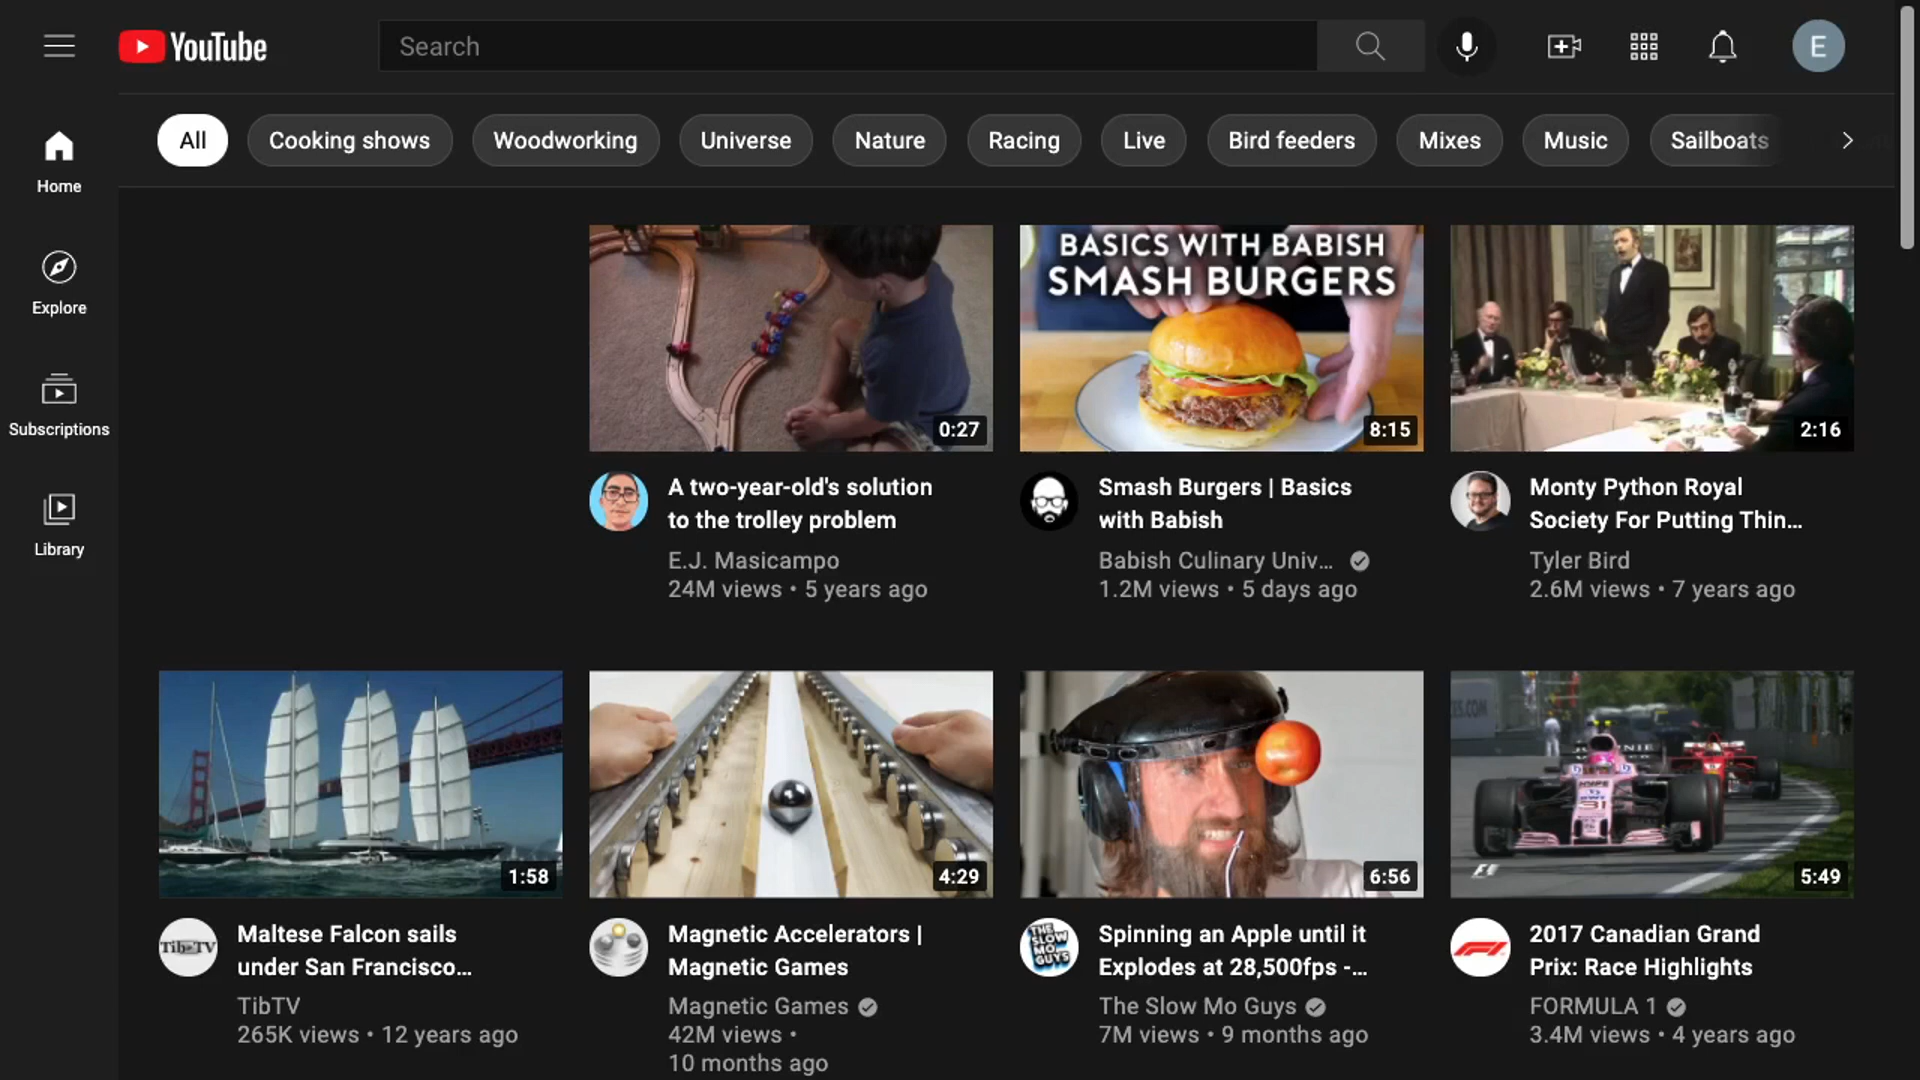 YouTube
Search
E
All
Cooking shows
Woodworking
Universe
Nature
Racing
Live
Bird feeders
Mixes
Music
Sailboats
Home
Explore
Subscriptions
Library
0:27
A two-year-old's solution
to the trolley problem
E.J. Masicampo
24M views • 5 years ago
BASICS WITH BABISH
SMASH BURGERS
8:15
Smash Burgers | Basics
with Babish
Babish Culinary Univ...
1.2M views • 5 days ago
2:16
Monty Python Royal
Society For Putting Thin...
Tyler Bird
2.6M views • 7 years ago
1:58
TibTV
Maltese Falcon sails
under San Francisco...
TibTV
265K views • 12 years ago
4:29
Magnetic Accelerators |
Magnetic Games
Magnetic Games
42M views •
10 months ago
6:56
THE
SLOW
MO
GUYS
Spinning an Apple until it
Explodes at 28,500fps -...
The Slow Mo Guys
7M views • 9 months ago
31
5:49
2017 Canadian Grand
Prix: Race Highlights
FORMULA 1
3.4M views • 4 years ago